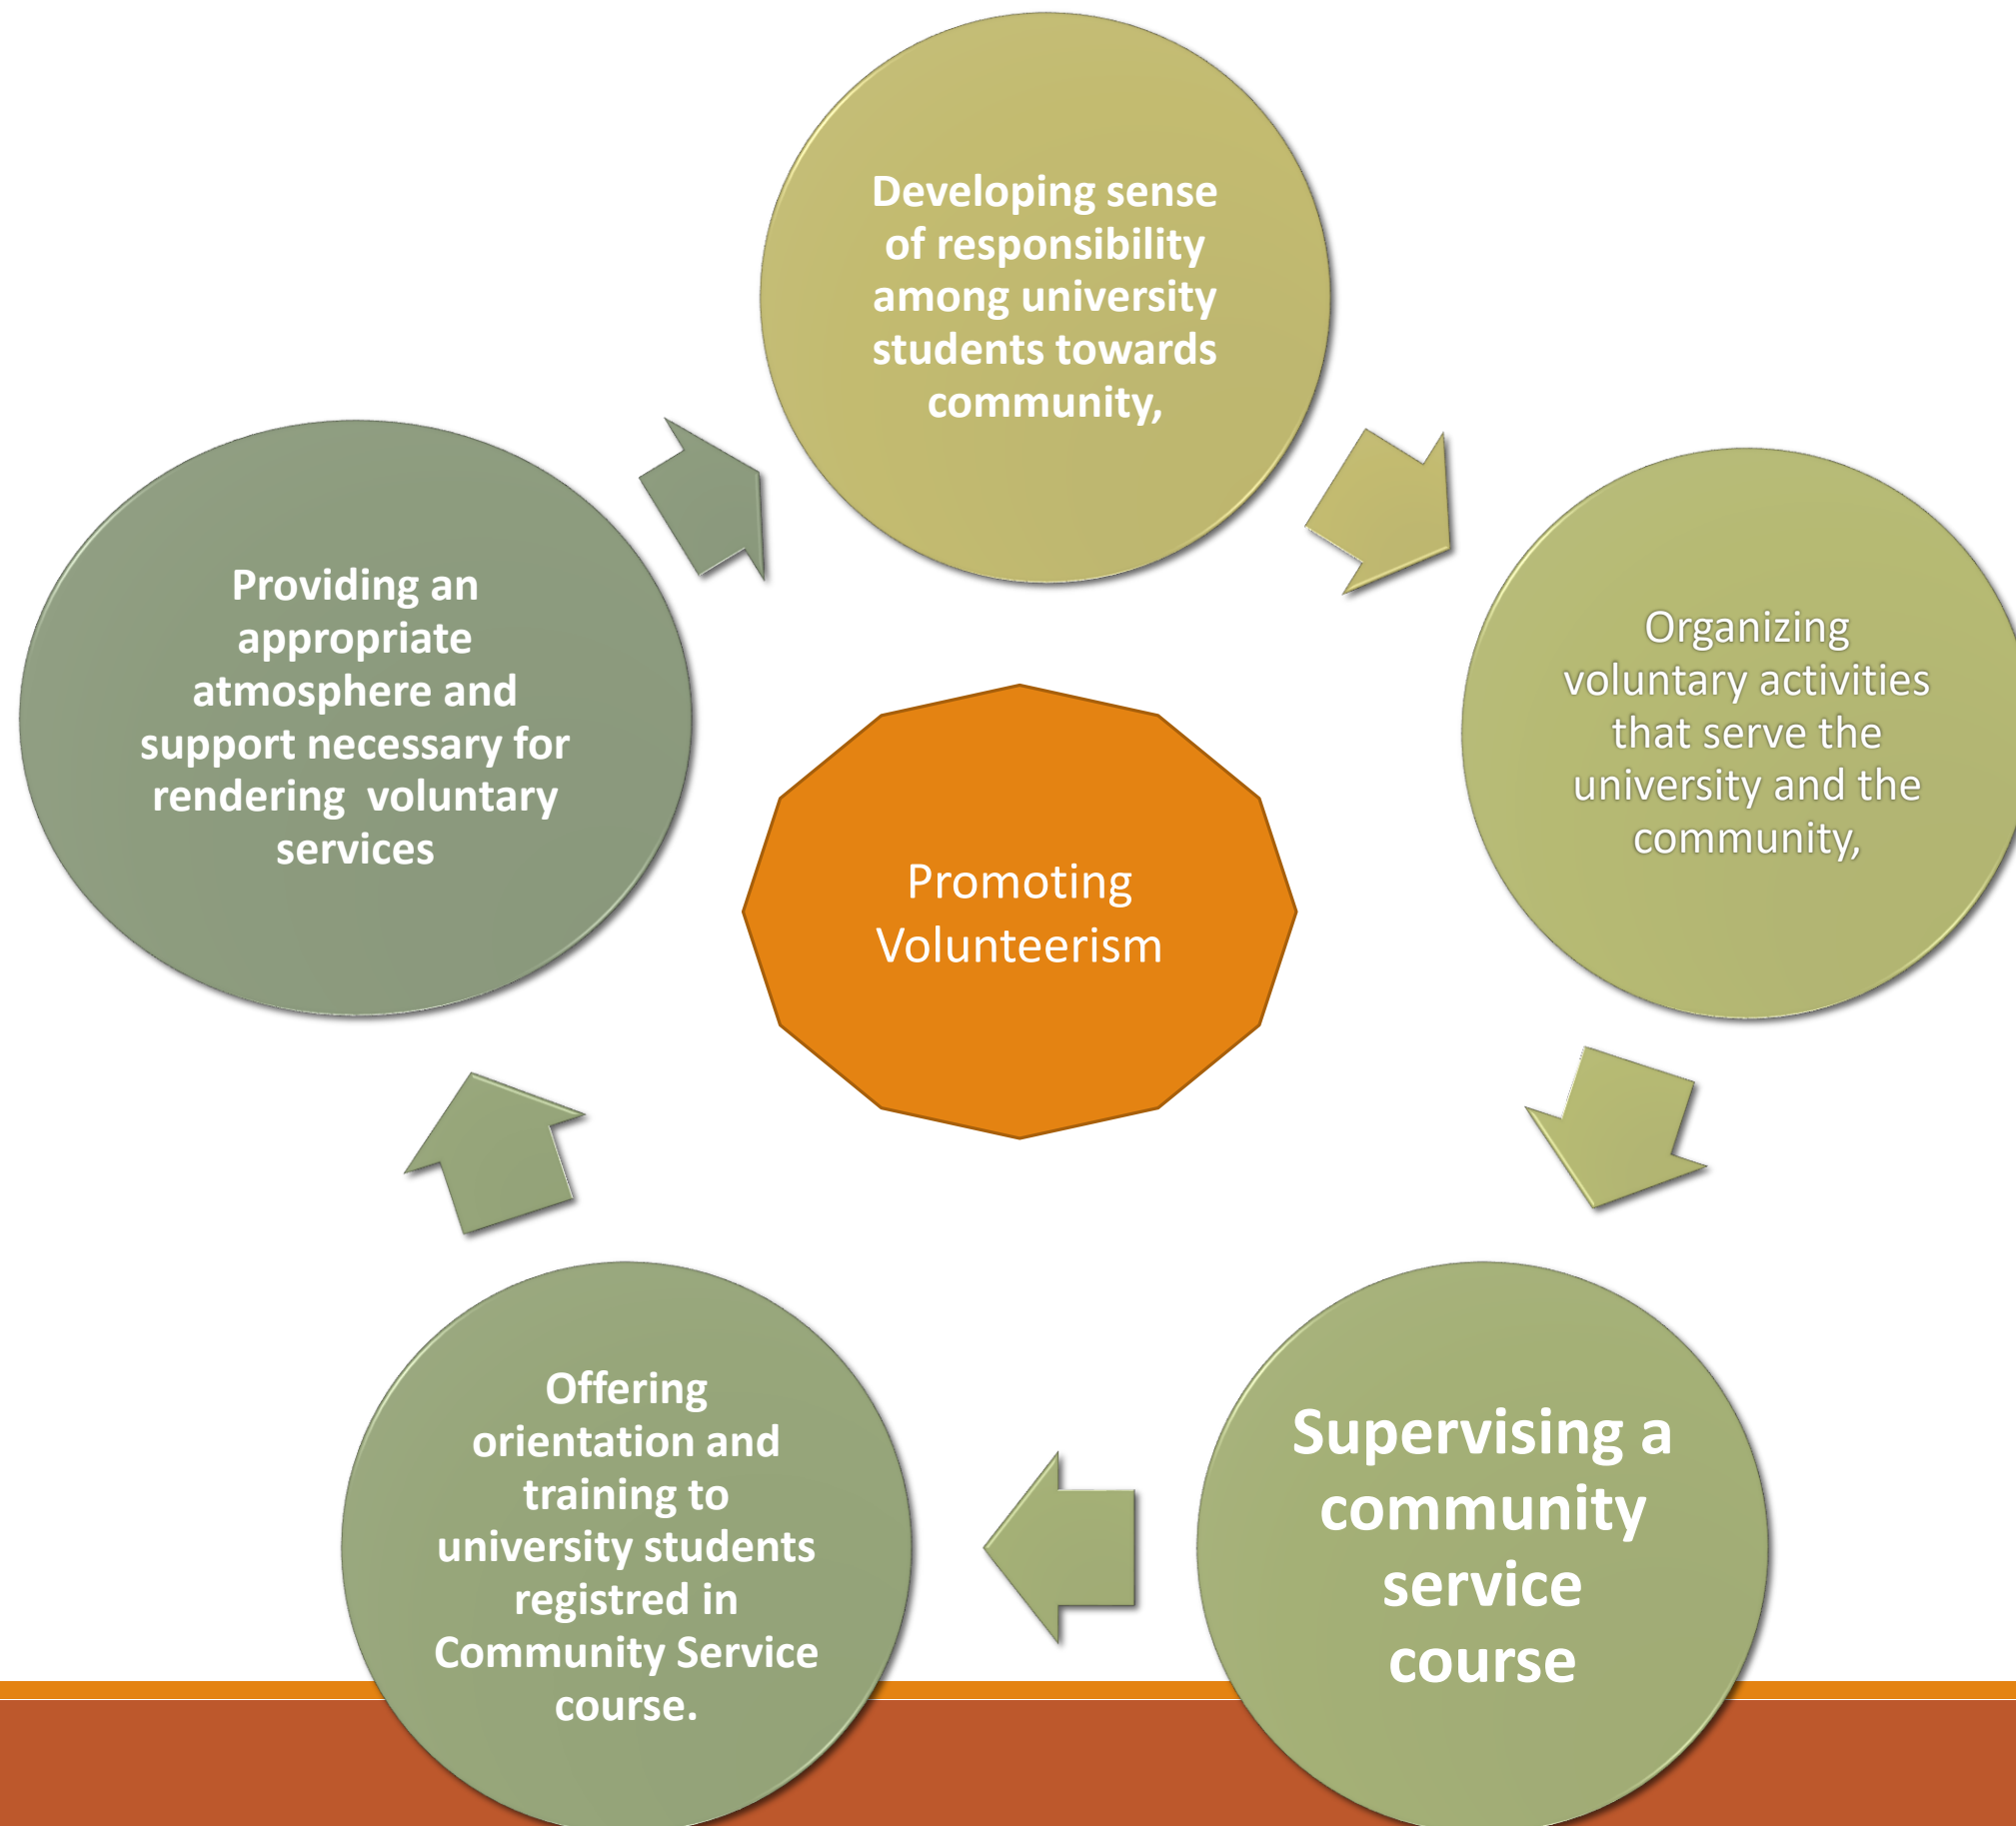 Developing sense
of responsibility
among university
students towards
community,
Organizing
voluntary activities
that serve the
university and the
community,
Supervising a
community
service
course
Offering
orientation and
training to
university students
registred in
Community Service
course.
Providing an
appropriate
atmosphere and
support necessary for
rendering  voluntary
services
Promoting
Volunteerism